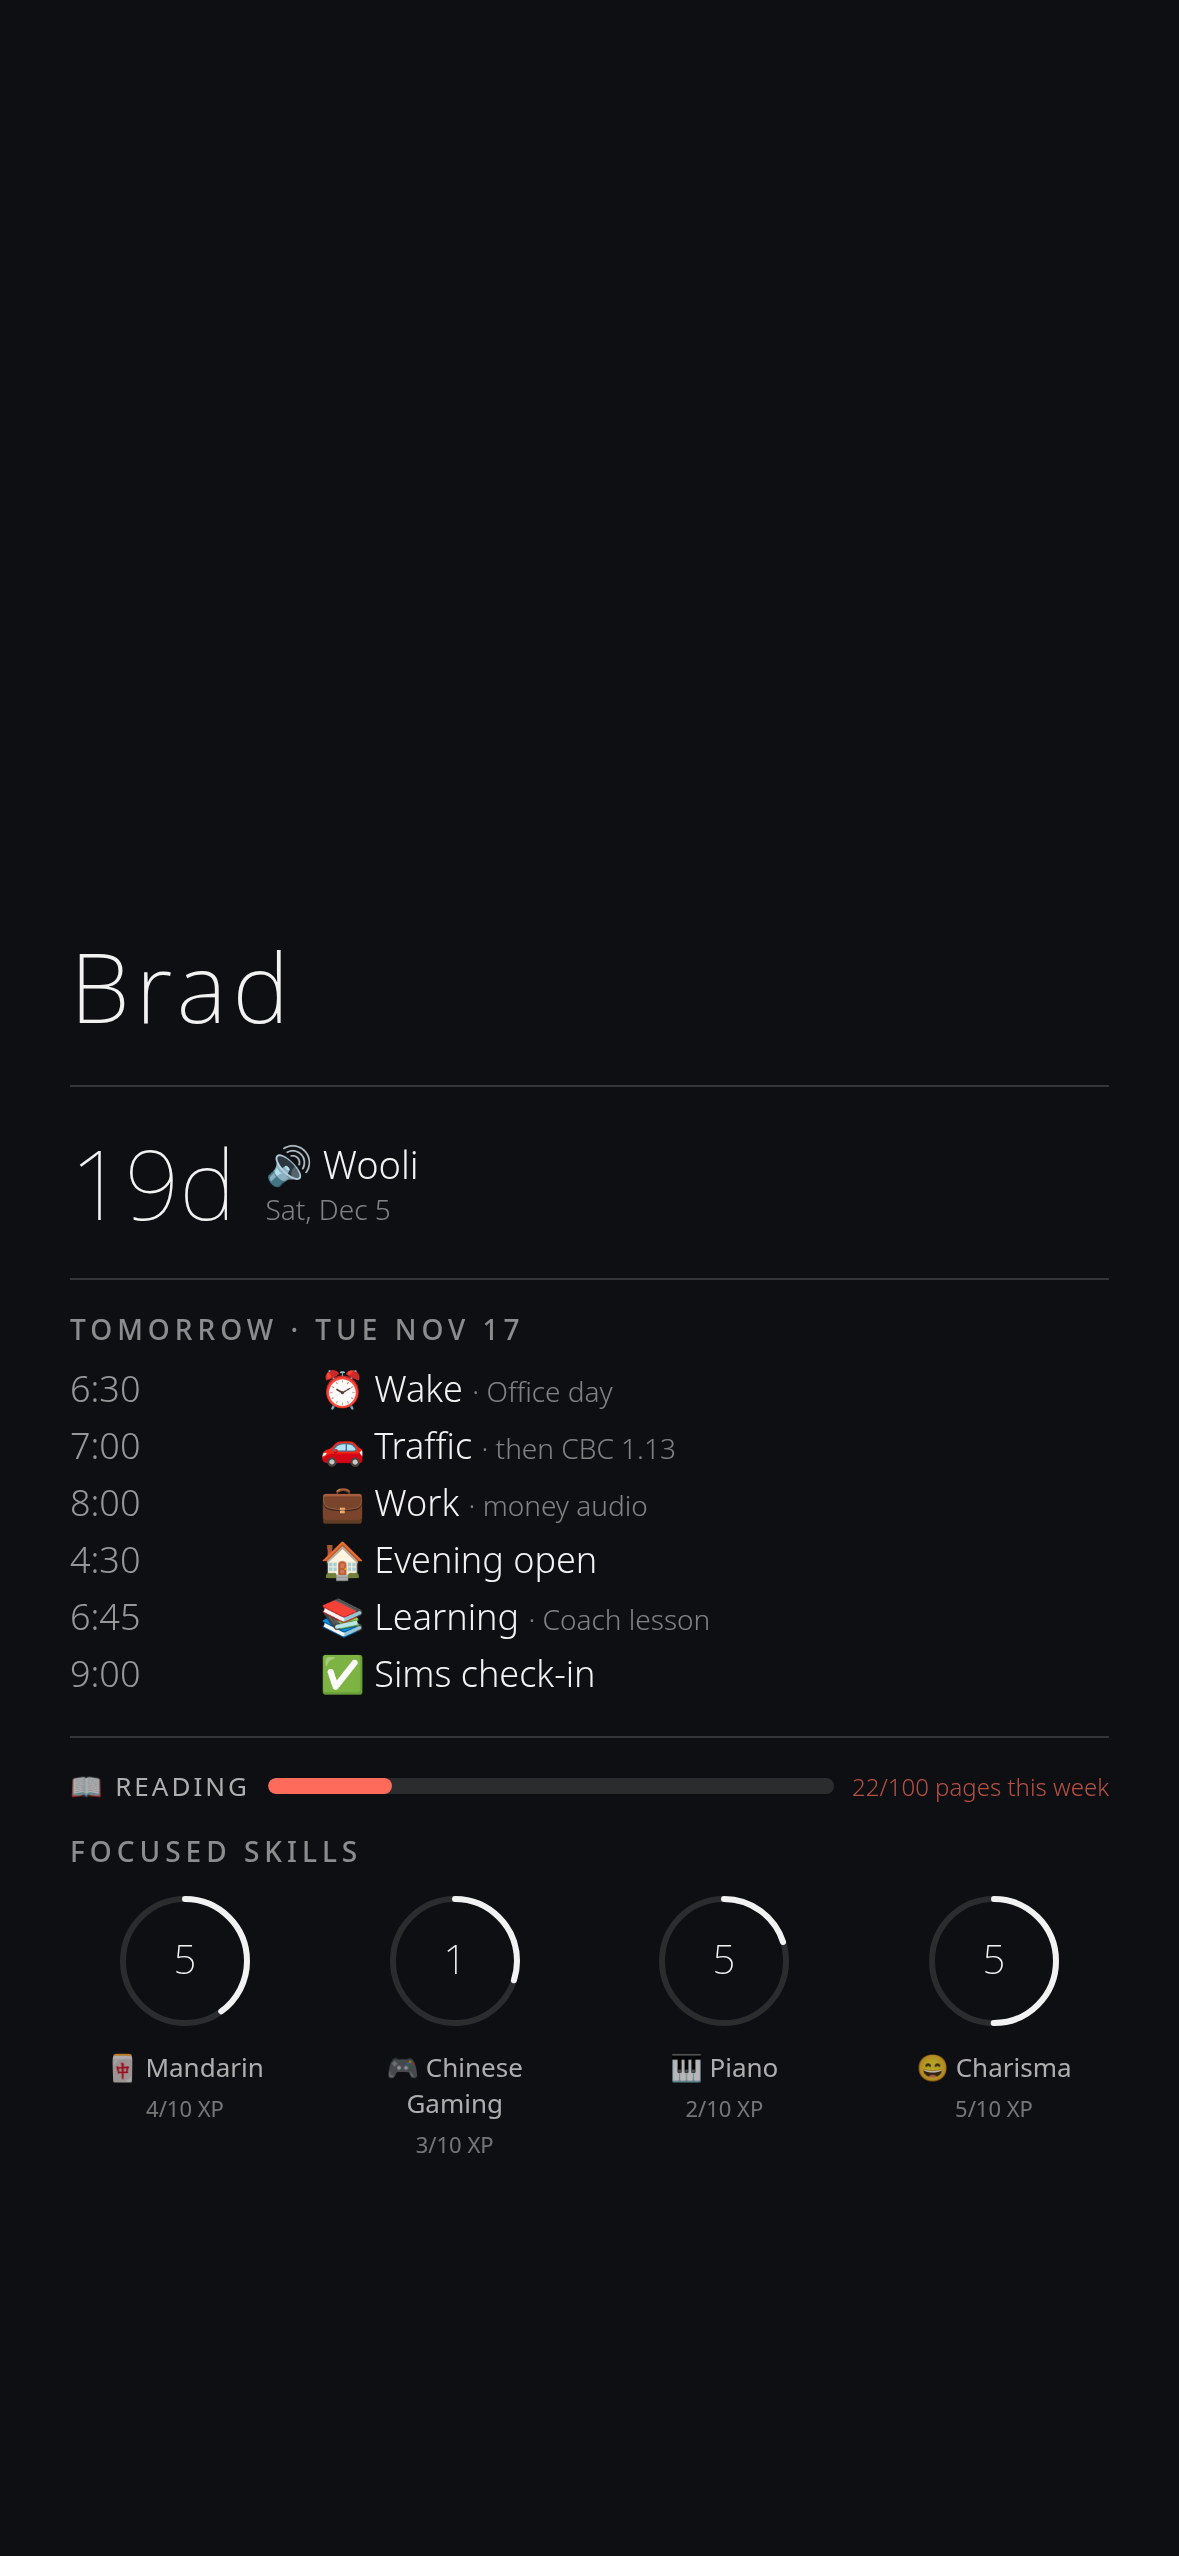 Brad
19d
🔊 Wooli
Sat, Dec 5
TOMORROW · TUE NOV 17
6:30 ⏰ Wake · Office day
7:00 🚗 Traffic · then CBC 1.13
8:00 💼 Work · money audio
4:30 🏠 Evening open
6:45 📚 Learning · Coach lesson
9:00 ✅ Sims check-in
📖 READING 22/100 pages this week
FOCUSED SKILLS
5 1 5 5
🀄 Mandarin
4/10 XP
🎮 Chinese
Gaming
3/10 XP
🎹 Piano
2/10 XP
😄 Charisma
5/10 XP